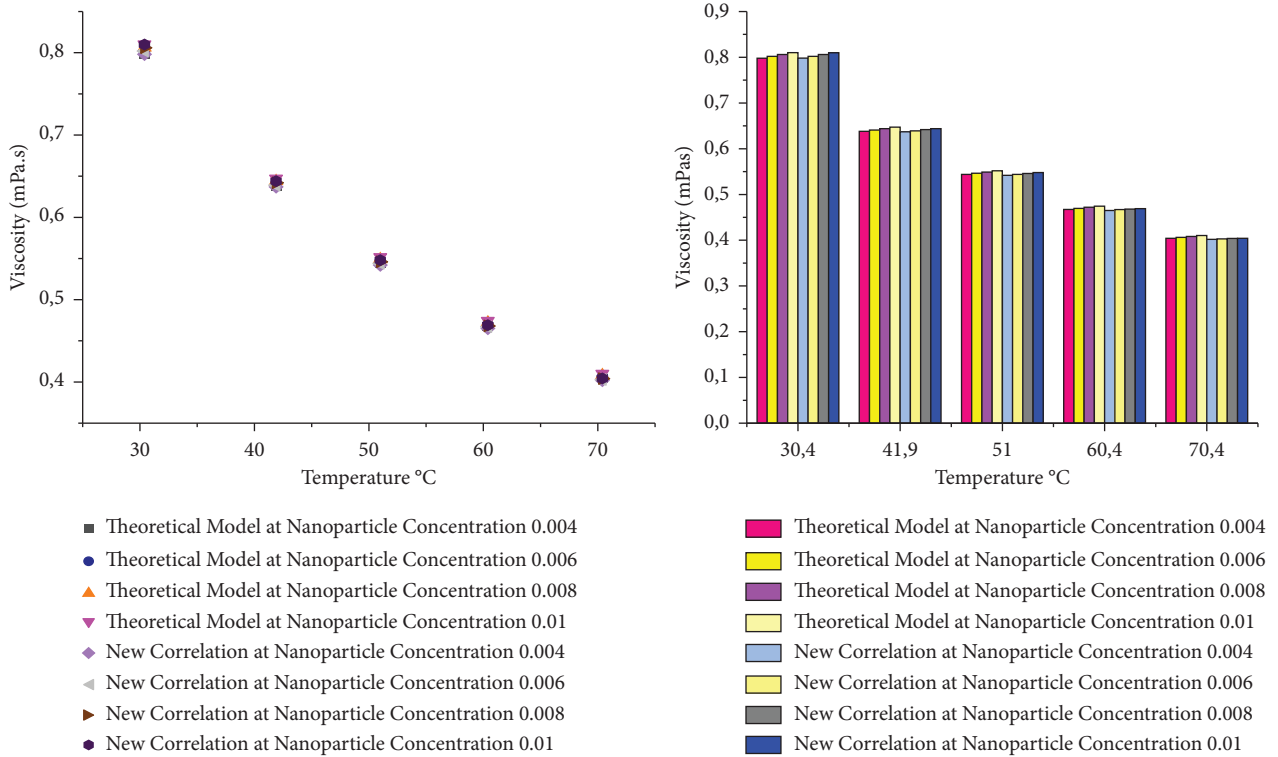 0,8
0,7
0,6
0,5
0,4
Viscosity (mPa.s)
30
40
50
60
70
Temperature °C
Theoretical Model at Nanoparticle Concentration 0.004
Theoretical Model at Nanoparticle Concentration 0.006
Theoretical Model at Nanoparticle Concentration 0.008
Theoretical Model at Nanoparticle Concentration 0.01
New Correlation at Nanoparticle Concentration 0.004
New Correlation at Nanoparticle Concentration 0.006
New Correlation at Nanoparticle Concentration 0.008
New Correlation at Nanoparticle Concentration 0.01
0,9
0,8
0,7
0,6
0,5
0,4
0,3
0,2
0,1
0,0
Viscosity (mPas)
30,4
41,9
51
60,4
70,4
Temperature °C
Theoretical Model at Nanoparticle Concentration 0.004
Theoretical Model at Nanoparticle Concentration 0.006
Theoretical Model at Nanoparticle Concentration 0.008
Theoretical Model at Nanoparticle Concentration 0.01
New Correlation at Nanoparticle Concentration 0.004
New Correlation at Nanoparticle Concentration 0.006
New Correlation at Nanoparticle Concentration 0.008
New Correlation at Nanoparticle Concentration 0.01